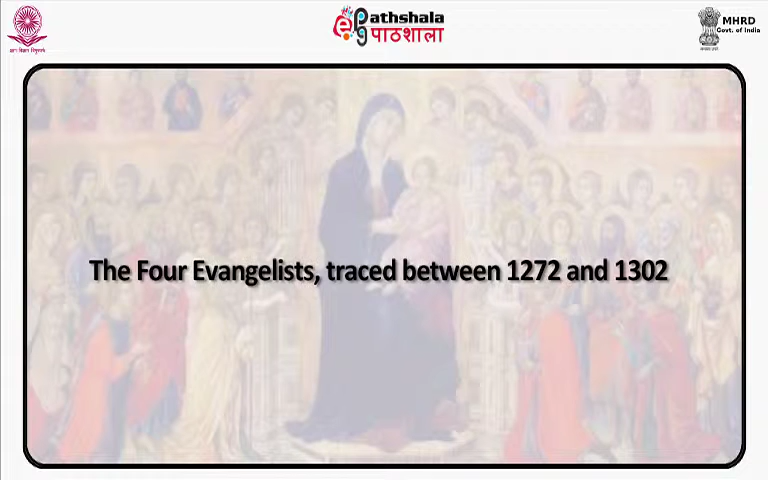 ePathshala
पाठशाला
MHRD
Govt. of India
The Four Evangelists, traced between 1272 and 1302